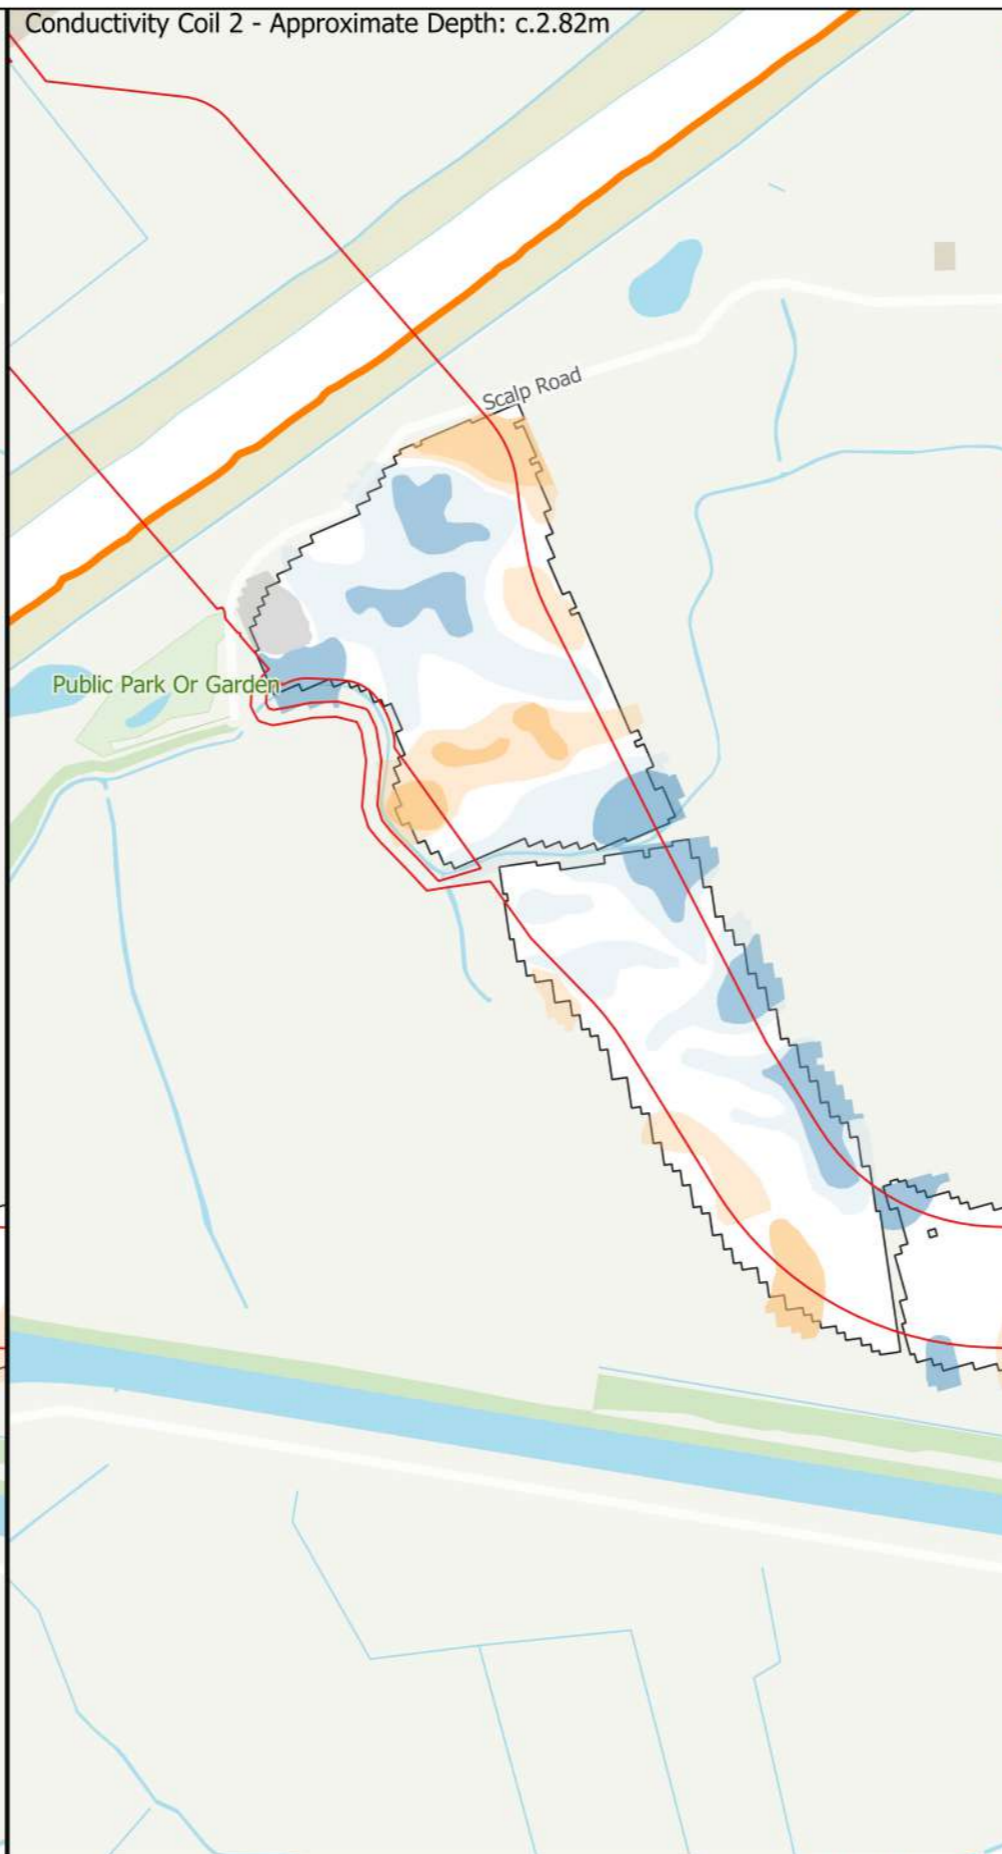 Conductivity Coil 2 - Approximate Depth: c.2.82m
Scalp Road
Public Park Or Garden